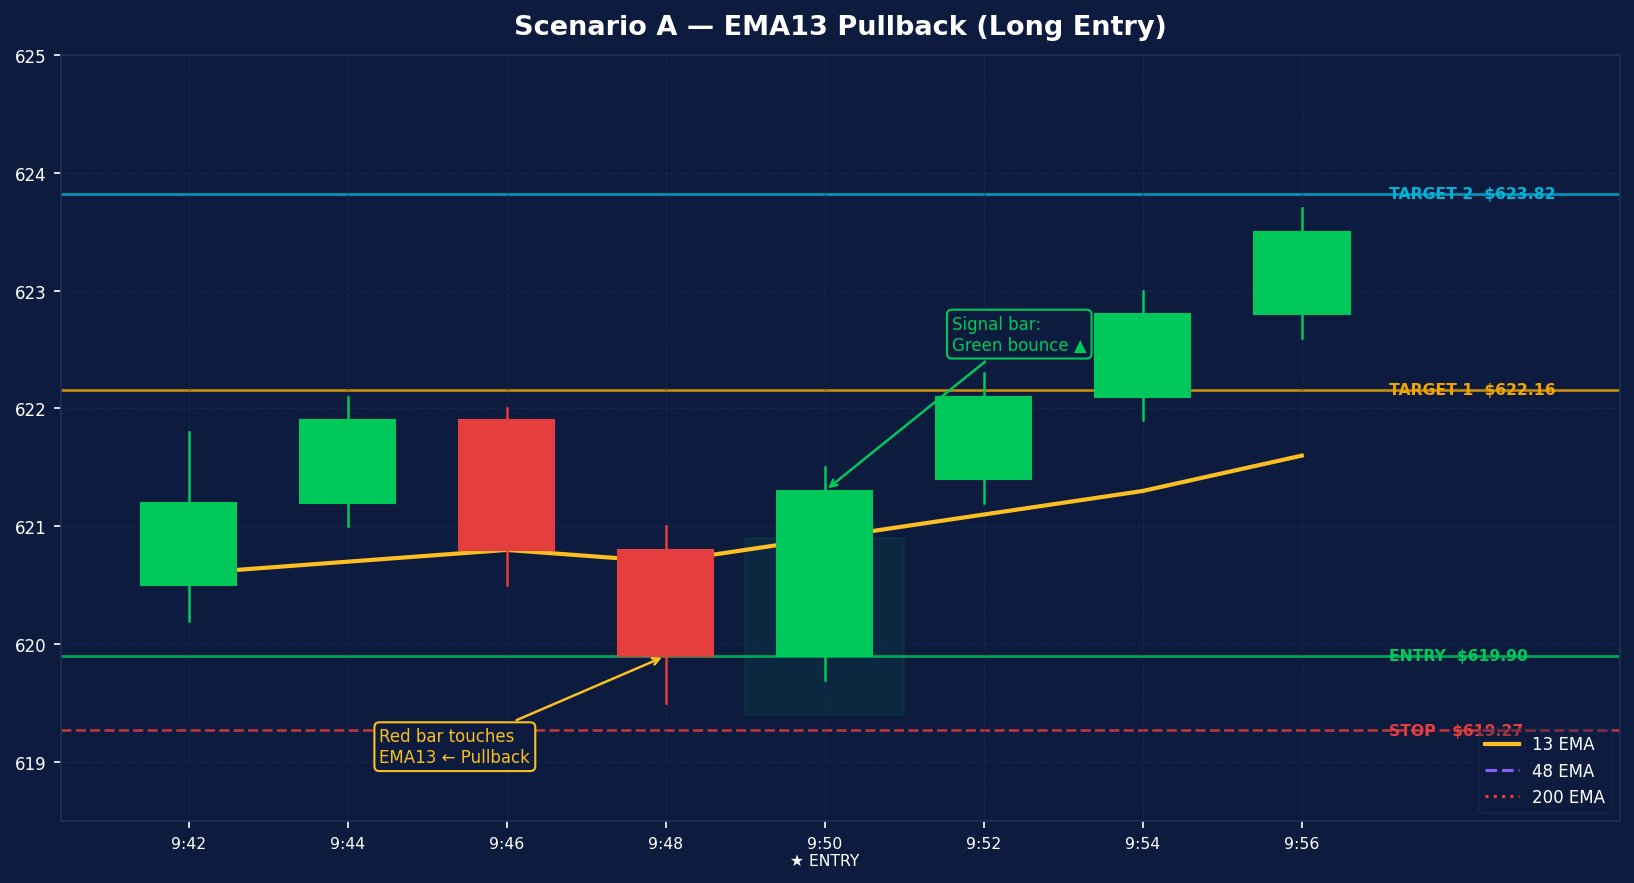 Scenario A — EMA13 Pullback (Long Entry)
625
624
623
622
621
620
619
TARGET 2  $623.82
Signal bar:
Green bounce ▲
TARGET 1  $622.16
ENTRY  $619.90
STOP  $619.27
Red bar touches
EMA13 ← Pullback
13 EMA
48 EMA
200 EMA
9:42
9:44
9:46
9:48
9:50
★ ENTRY
9:52
9:54
9:56